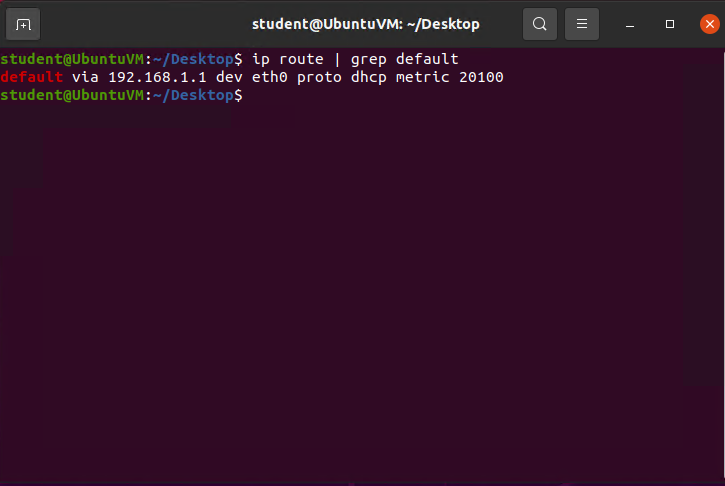 student@UbuntuVM: ~/Desktop
student@UbuntuVM:~/Desktop$ ip route | grep default
default via 192.168.1.1 dev eth0 proto dhcp metric 20100
student@UbuntuVM:~/Desktop$